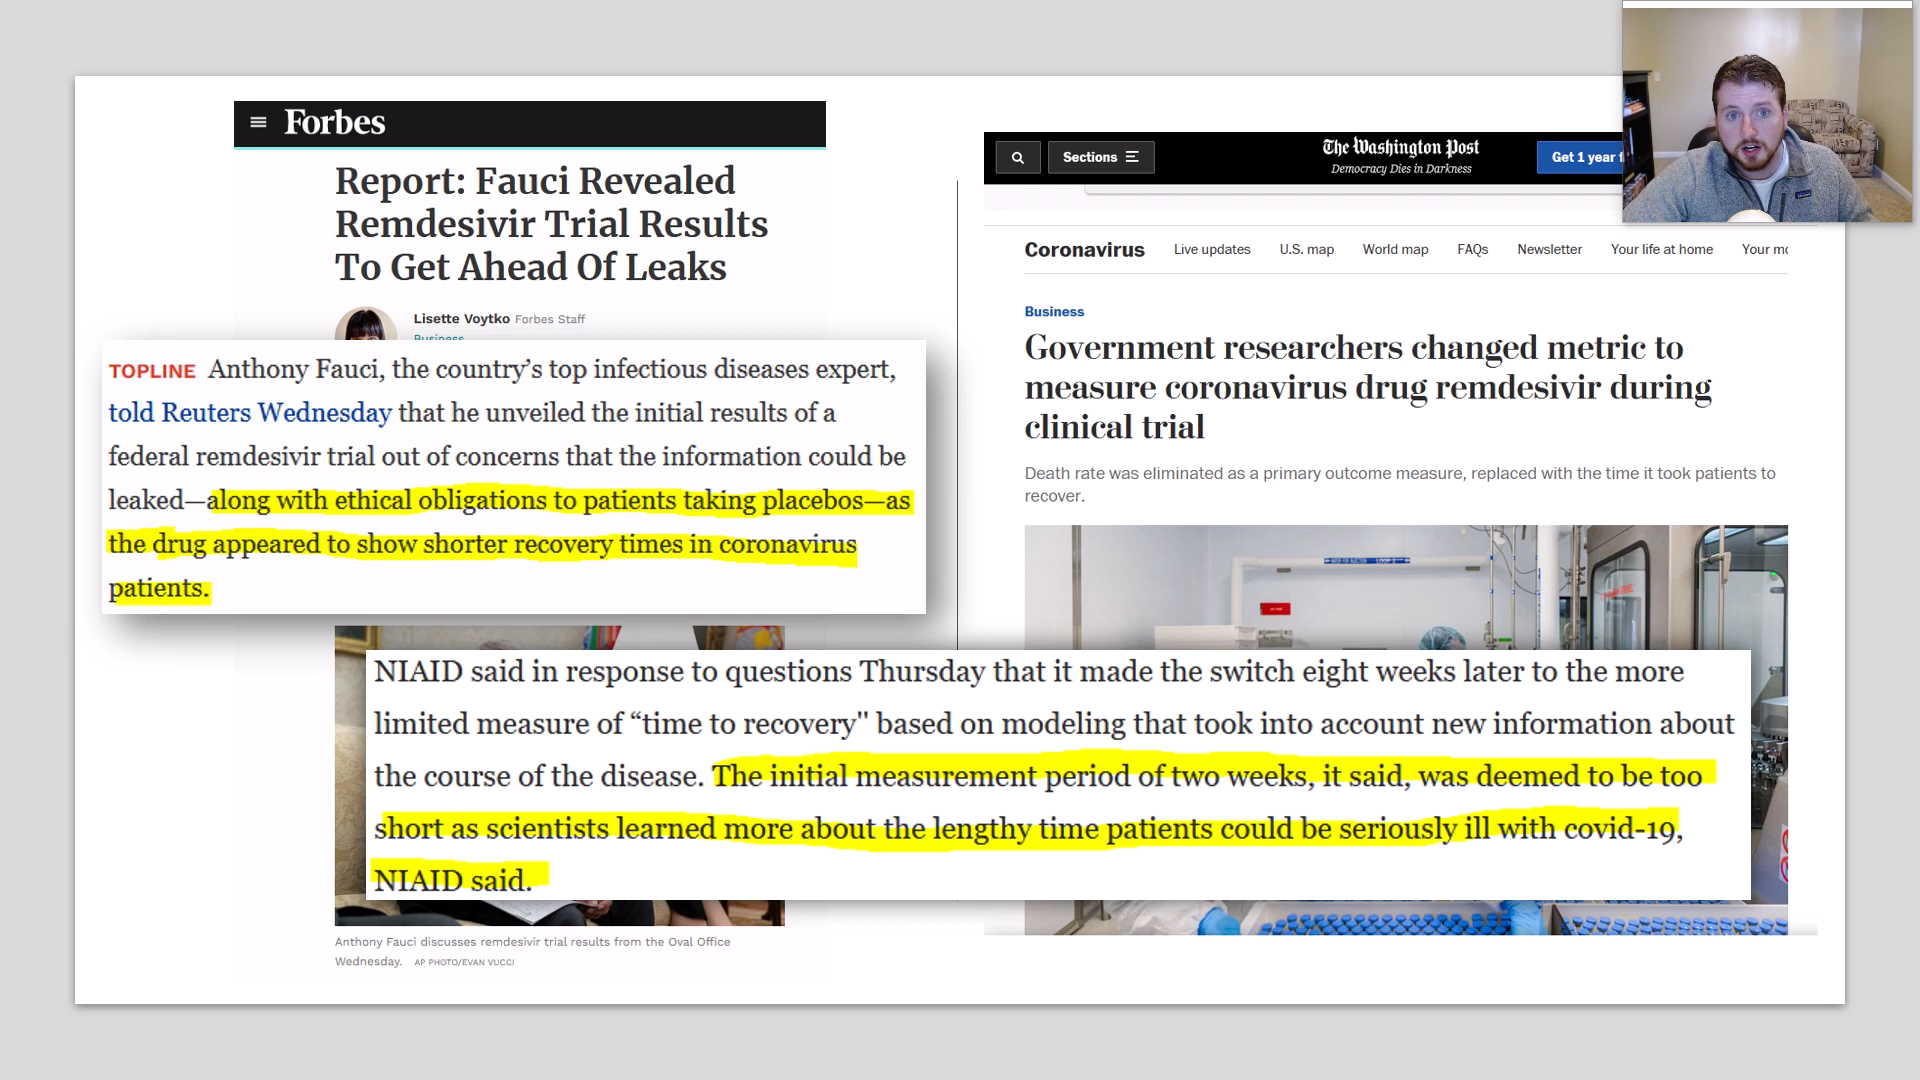 Forbes
Report: Fauci Revealed
Remdesivir Trial Results
To Get Ahead Of Leaks
Lisette Voytko Forbes Staff
Business
TOPLINE Anthony Fauci, the country’s top infectious diseases expert,
told Reuters Wednesday that he unveiled the initial results of a
federal remdesivir trial out of concerns that the information could be
leaked—along with ethical obligations to patients taking placebos—as
the drug appeared to show shorter recovery times in coronavirus
patients.
Anthony Fauci discusses remdesivir trial results from the Oval Office
Wednesday. AP PHOTO/EVAN VUCCI
Sections
The Washington Post
Democracy Dies in Darkness
Get 1 year
Coronavirus Live updates U.S. map World map FAQs Newsletter Your life at home Your
Business
Government researchers changed metric to
measure coronavirus drug remdesivir during
clinical trial
Death rate was eliminated as a primary outcome measure, replaced with the time it took patients to
recover.
NIAID said in response to questions Thursday that it made the switch eight weeks later to the more
limited measure of “time to recovery" based on modeling that took into account new information about
the course of the disease. The initial measurement period of two weeks, it said, was deemed to be too
short as scientists learned more about the lengthy time patients could be seriously ill with covid-19,
NIAID said.